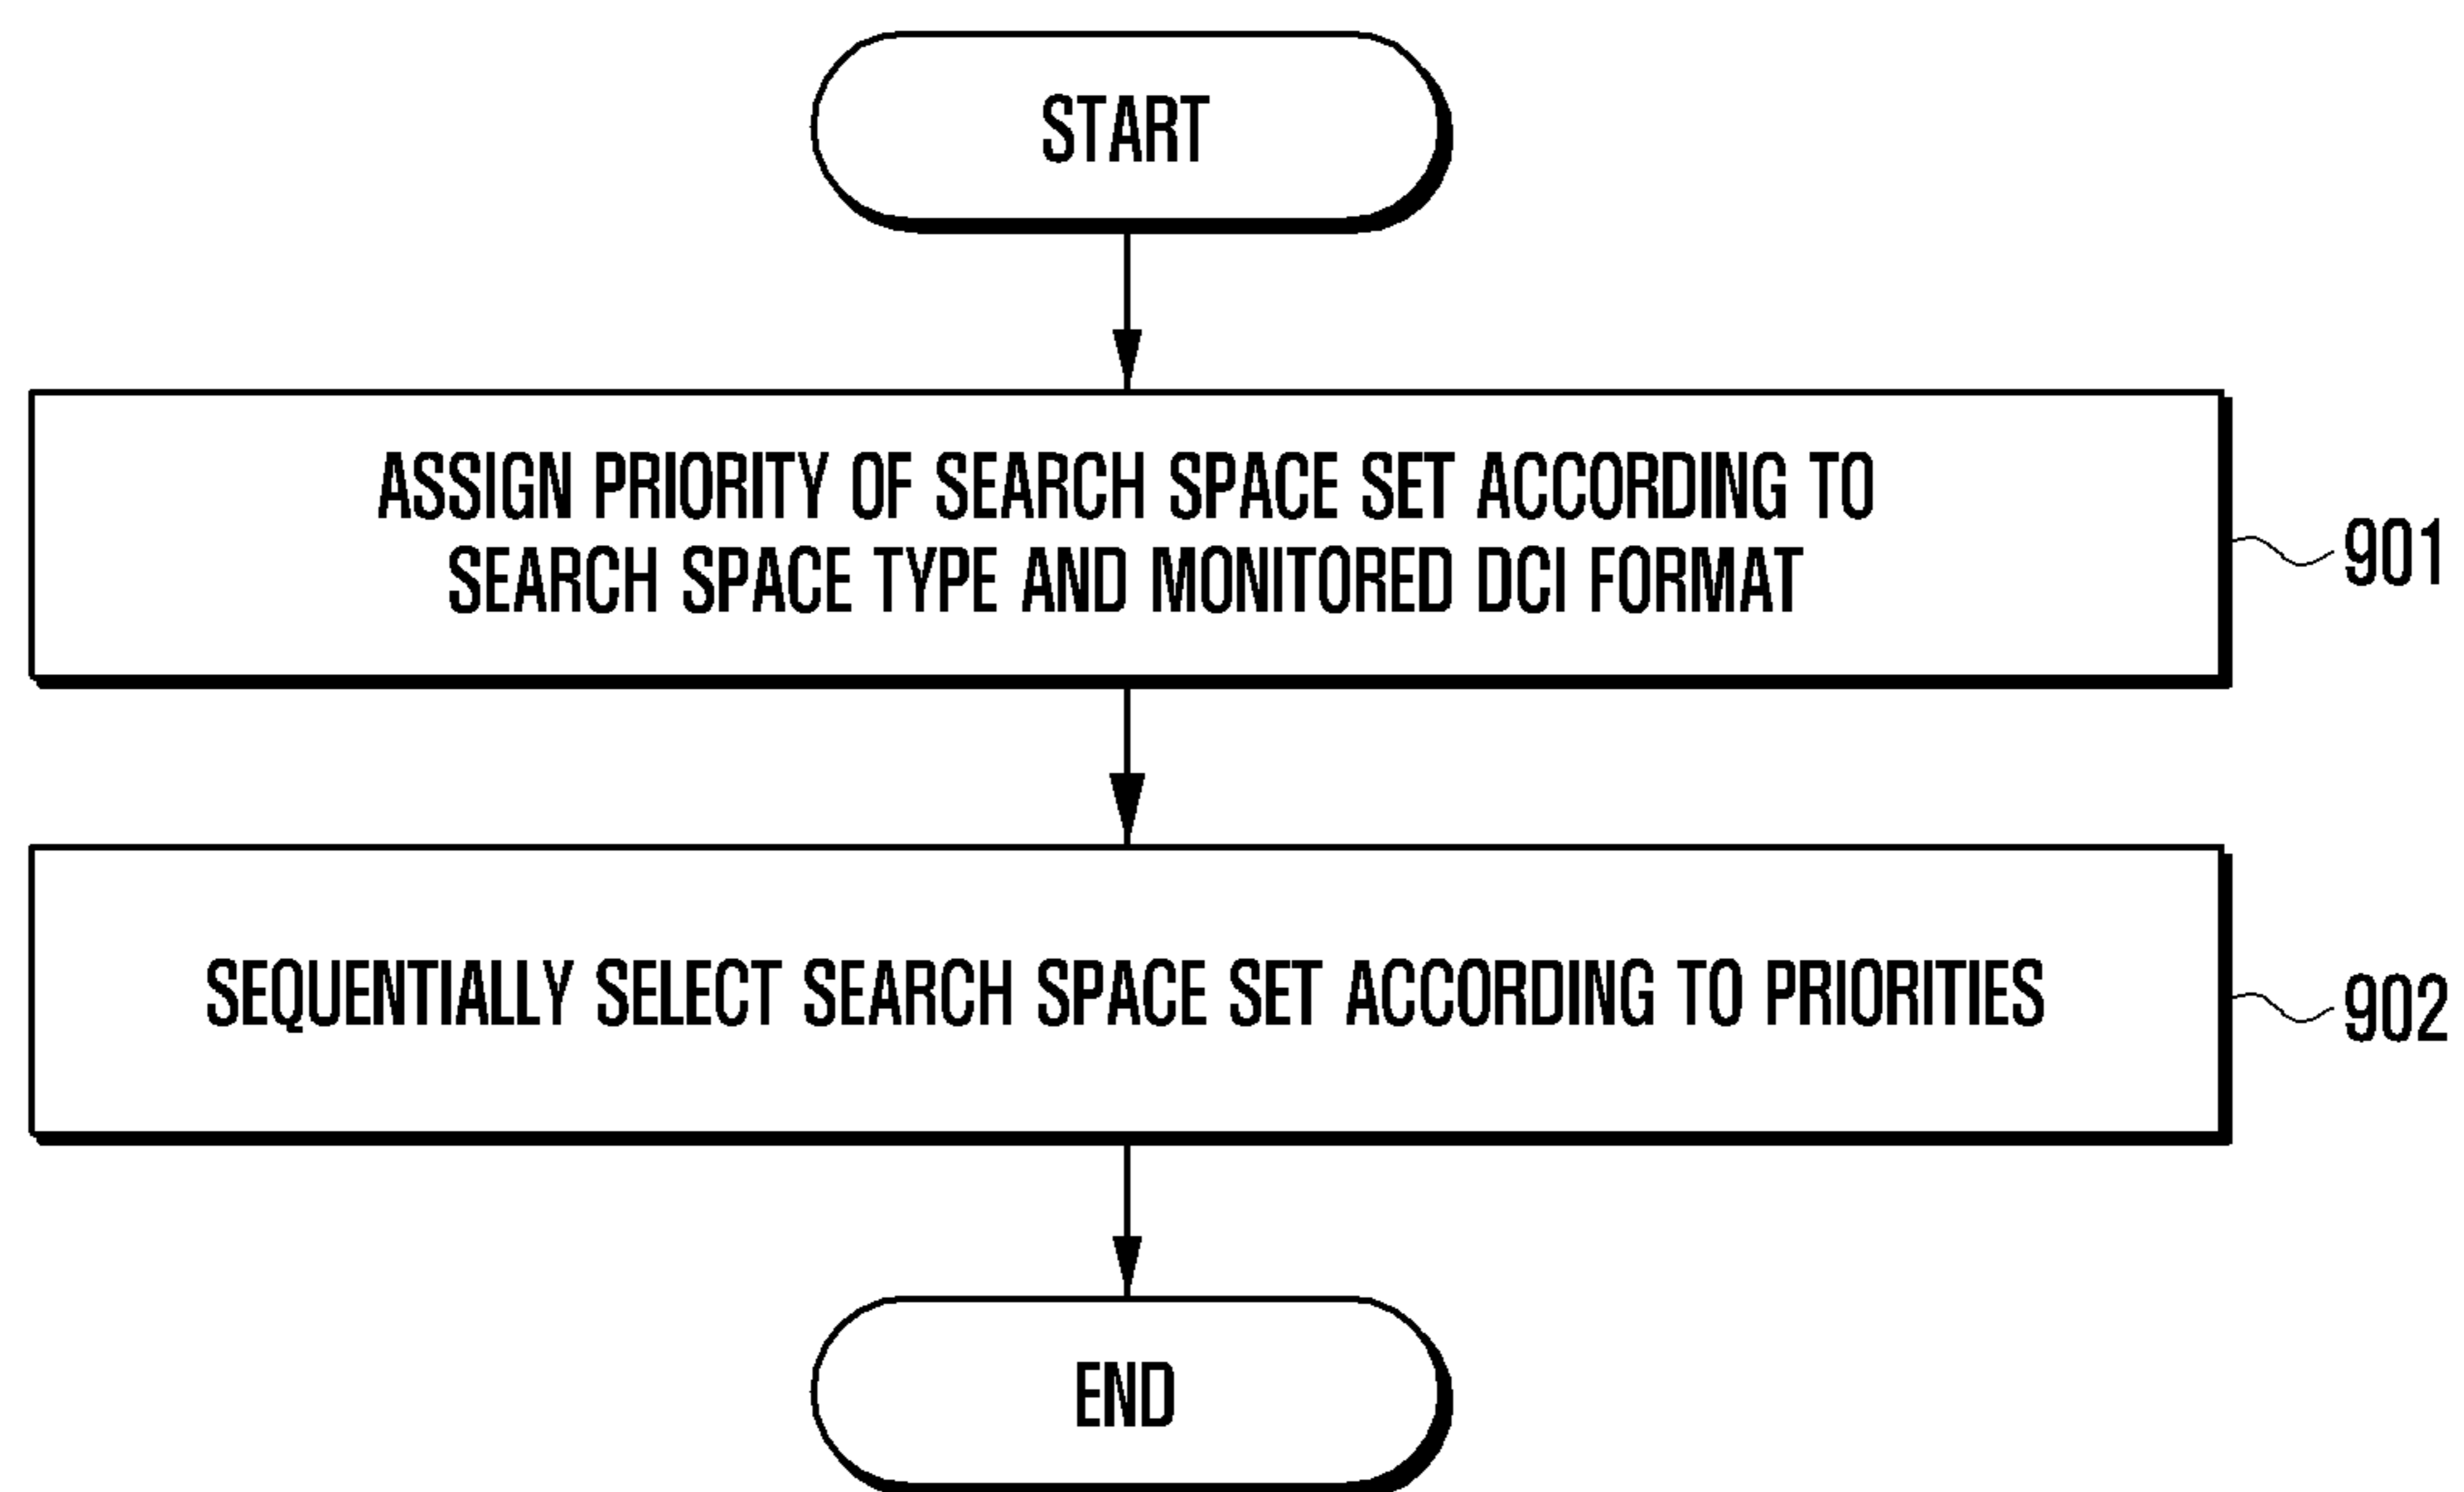 START
ASSIGN PRIORITY OF SEARCH SPACE SET ACCORDING TO
SEARCH SPACE TYPE AND MONITORED DCI FORMAT
901
SEQUENTIALLY SELECT SEARCH SPACE SET ACCORDING TO PRIORITIES
902
END